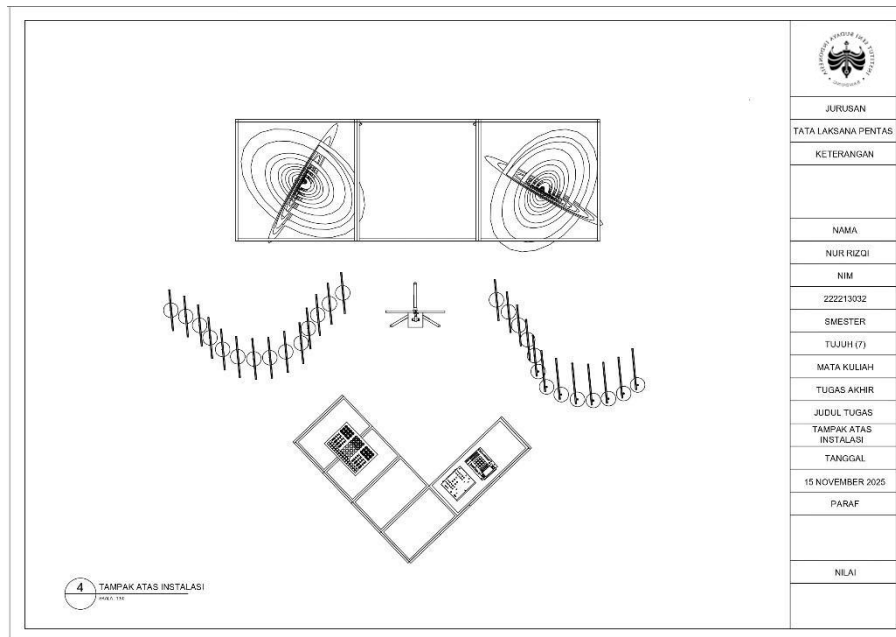 JURUSAN
TATA LAKSANA PENTAS
KETERANGAN
NAMA
NUR RIZQI
NIM
222213032
SMESTER
TUJUH (7)
MATA KULIAH
TUGAS AKHIR
JUDUL TUGAS
TAMPAK ATAS
INSTALASI
TANGGAL
15 NOVEMBER 2025
PARAF
NILAI
4
TAMPAK ATAS INSTALASI